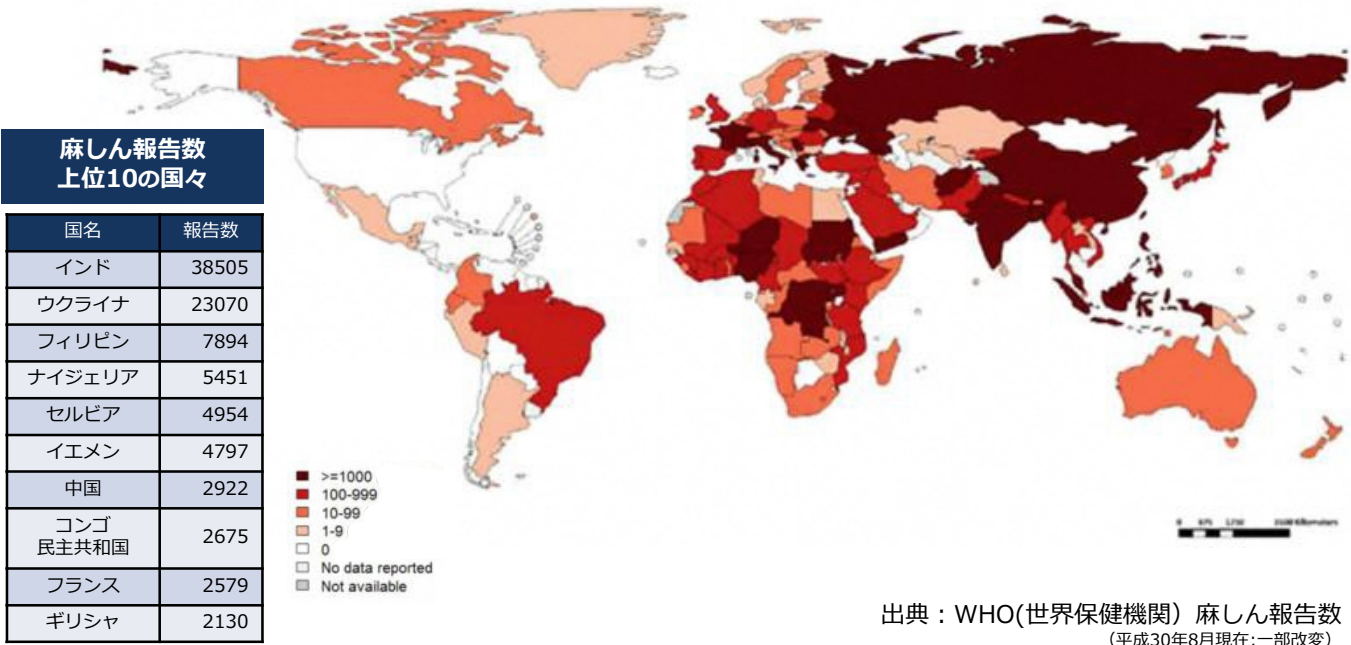 麻しん報告数
上位10の国々
国名 報告数
インド 38505
ウクライナ 23070
フィリピン 7894
ナイジェリア 5451
セルビア 4954
イエメン 4797
中国 2922
コンゴ
民主共和国 2675
フランス 2579
ギリシャ 2130
>=1000
100-999
10-99
1-9
0
No data reported
Not available
0 875 Kilometers
出典：WHO(世界保健機関）麻しん報告数
（平成30年8月現在:一部改変）